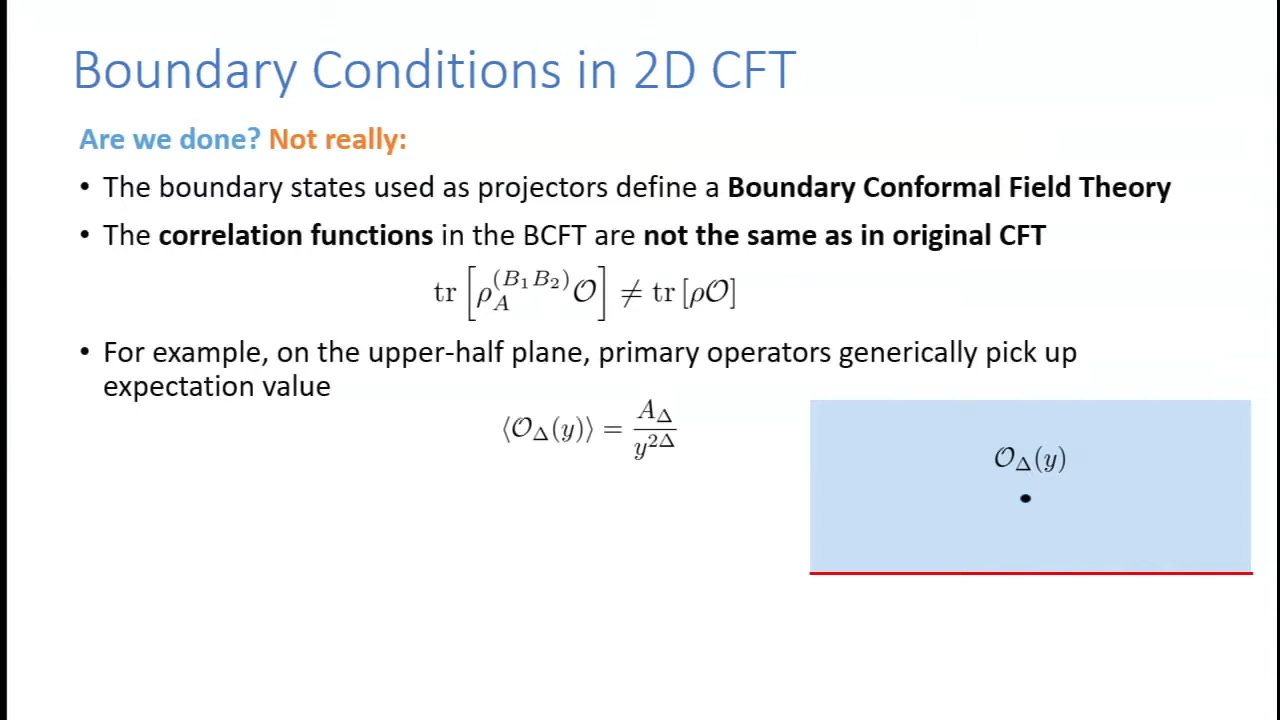 Boundary Conditions in 2D CFT
Are we done? Not really:
• The boundary states used as projectors define a Boundary Conformal Field Theory
• The correlation functions in the BCFT are not the same as in original CFT
tr [ρ_A^{(B_1B_2)} 𝒪] ≠ tr [ρ𝒪]
• For example, on the upper-half plane, primary operators generically pick up
expectation value
⟨𝒪_Δ(y)⟩ = A_Δ / y^{2Δ}
𝒪_Δ(y)